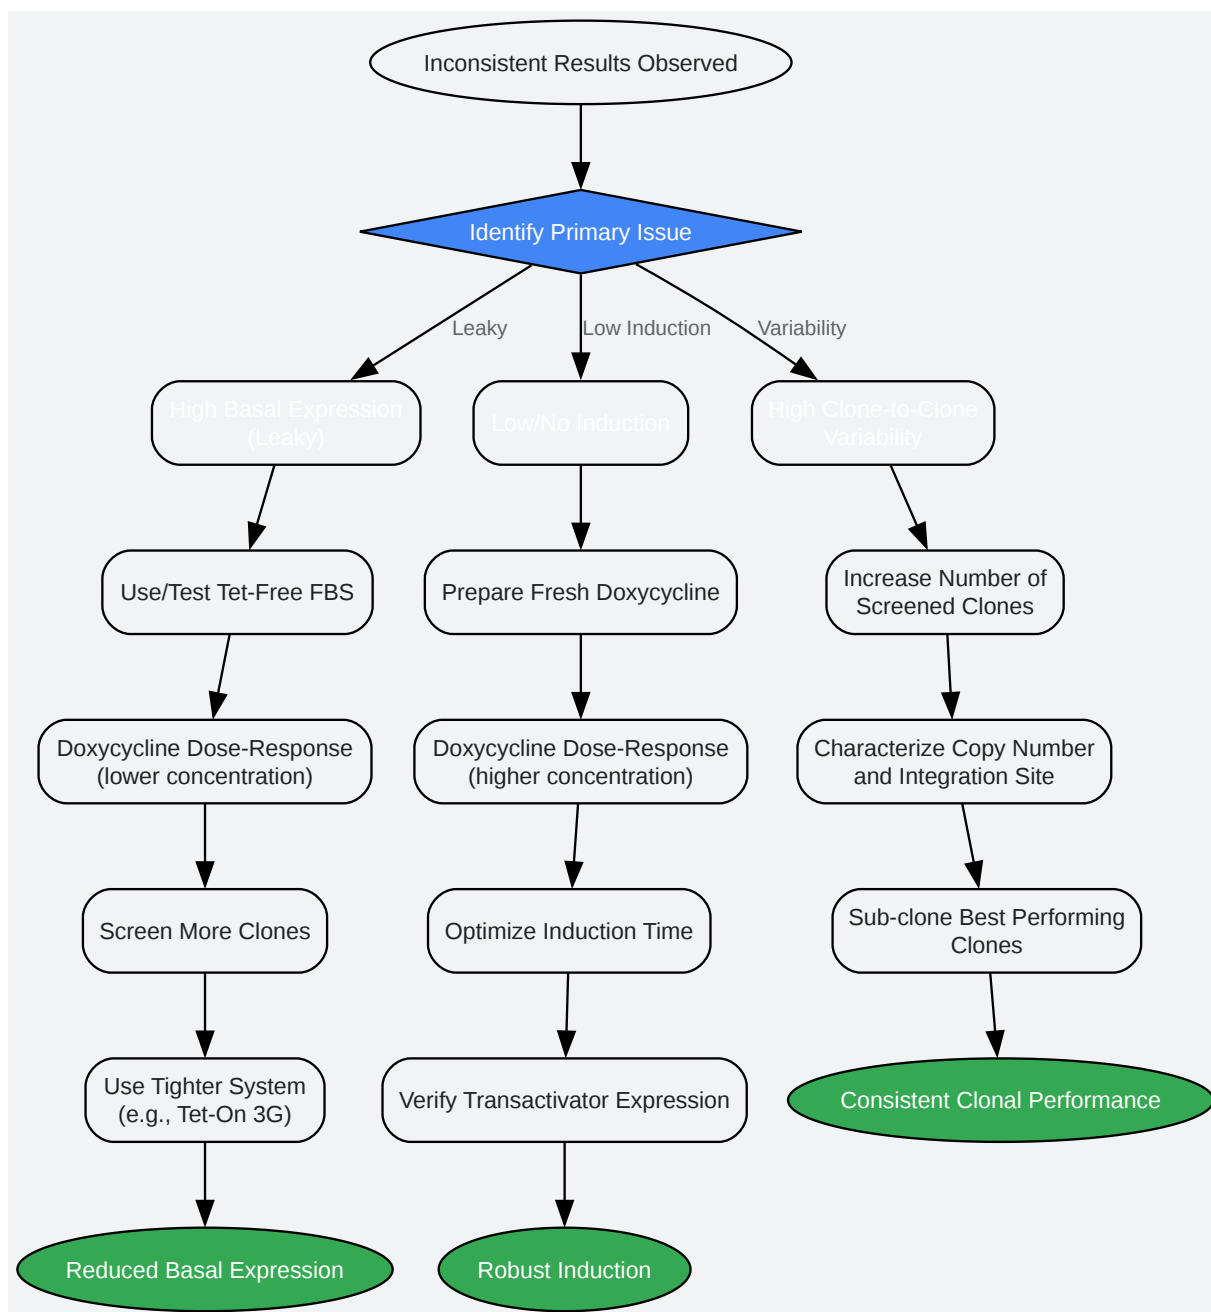 Inconsistent Results Observed
Identify Primary Issue
Leaky
Low Induction
Variability
High Basal Expression
(Leaky)
Low/No Induction
High Clone-to-Clone
Variability
Use/Test Tet-Free FBS
Prepare Fresh Doxycycline
Increase Number of
Screened Clones
Doxycycline Dose-Response
(lower concentration)
Doxycycline Dose-Response
(higher concentration)
Characterize Copy Number
and Integration Site
Screen More Clones
Optimize Induction Time
Sub-clone Best Performing
Clones
Use Tighter System
(e.g., Tet-On 3G)
Verify Transactivator Expression
Consistent Clonal Performance
Reduced Basal Expression
Robust Induction